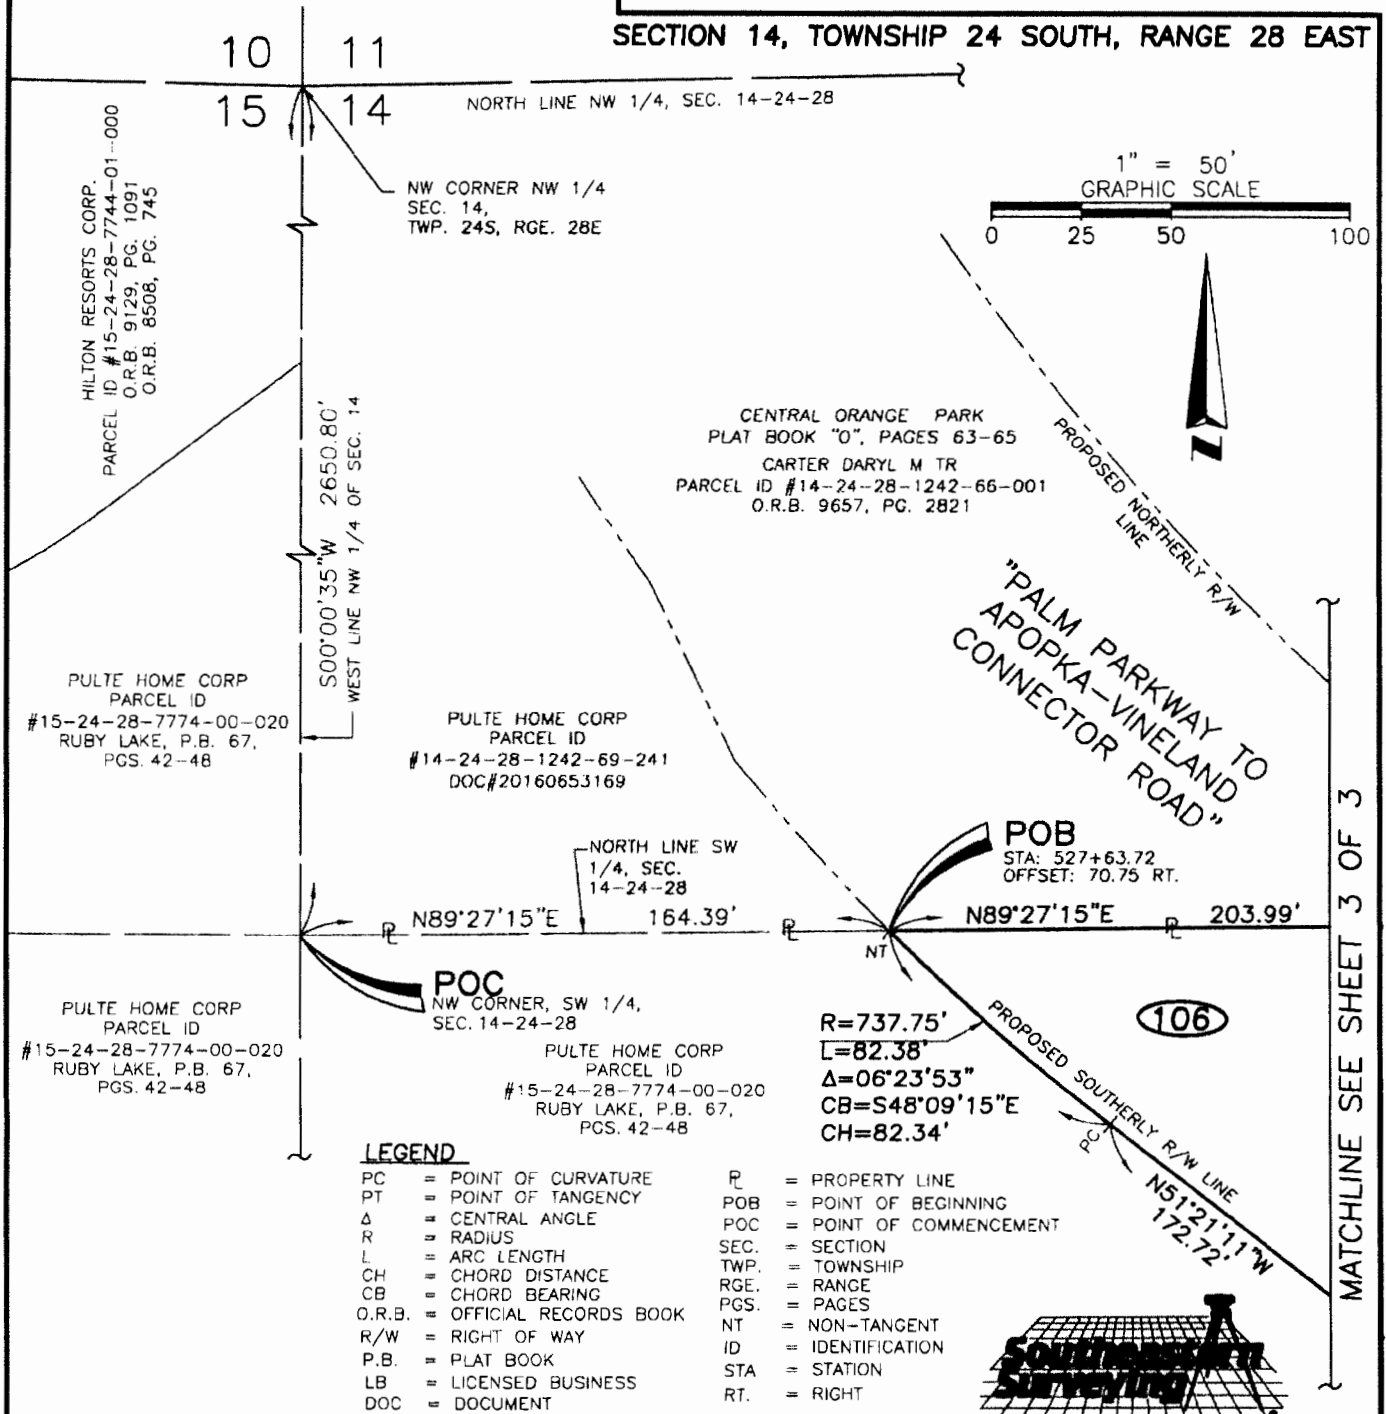 SECTION 14, TOWNSHIP 24 SOUTH, RANGE 28 EAST
10 11
15 14
NORTH LINE NW 1/4, SEC. 14-24-28
NW CORNER NW 1/4
SEC. 14,
TWP. 24S, RGE. 28E
HILTON RESORTS CORP.
PARCEL ID #15-24-28-7744-01-000
O.R.B. 9129, PG. 1091
O.R.B. 8508, PG. 745
1" = 50'
GRAPHIC SCALE
0 25 50 100
S00°00'35"W 2650.80'
WEST LINE NW 1/4 OF SEC. 14
CENTRAL ORANGE PARK
PLAT BOOK "O", PAGES 63-65
CARTER DARYL M TR
PARCEL ID #14-24-28-1242-66-001
O.R.B. 9657, PG. 2821
PROPOSED NORTHERLY R/W
LINE
"PALM PARKWAY TO
APOPKA-VINELAND
CONNECTOR ROAD"
PULTE HOME CORP
PARCEL ID
#15-24-28-7774-00-020
RUBY LAKE, P.B. 67,
PGS. 42-48
PULTE HOME CORP
PARCEL ID
#14-24-28-1242-69-241
DOC#20160653169
NORTH LINE SW
1/4, SEC.
14-24-28
POB
STA: 527+63.72
OFFSET: 70.75 RT.
N89°27'15"E 164.39'
PL
PL
N89°27'15"E 203.99'
PL
NT
POC
NW CORNER, SW 1/4,
SEC. 14-24-28
PULTE HOME CORP
PARCEL ID
#15-24-28-7774-00-020
RUBY LAKE, P.B. 67,
PGS. 42-48
PULTE HOME CORP
PARCEL ID
#15-24-28-7774-00-020
RUBY LAKE, P.B. 67,
PGS. 42-48
R=737.75'
L=82.38'
Δ=06°23'53"
CB=S48°09'15"E
CH=82.34'
106
PROPOSED SOUTHERLY R/W LINE
PC
N51°21'11"W
172.72'
MATCHLINE SEE SHEET 3 OF 3
LEGEND
PC = POINT OF CURVATURE
PT = POINT OF TANGENCY
Δ = CENTRAL ANGLE
R = RADIUS
L = ARC LENGTH
CH = CHORD DISTANCE
CB = CHORD BEARING
O.R.B. = OFFICIAL RECORDS BOOK
R/W = RIGHT OF WAY
P.B. = PLAT BOOK
LB = LICENSED BUSINESS
DOC = DOCUMENT
PL = PROPERTY LINE
POB = POINT OF BEGINNING
POC = POINT OF COMMENCEMENT
SEC. = SECTION
TWP. = TOWNSHIP
RGE. = RANGE
PGS. = PAGES
NT = NON-TANGENT
ID = IDENTIFICATION
STA = STATION
RT. = RIGHT
Southeastern
Surveying